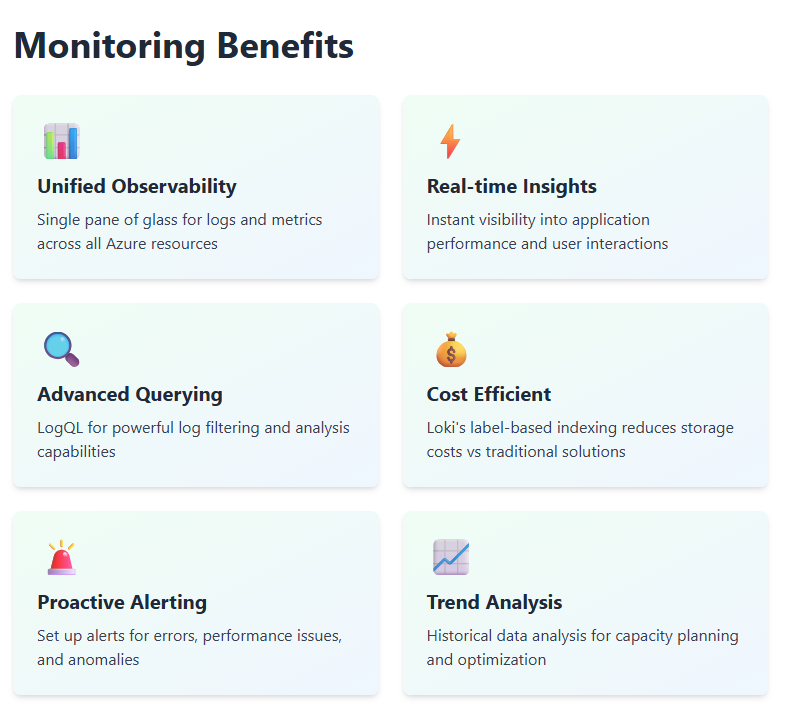 Monitoring Benefits
Unified Observability
Single pane of glass for logs and metrics
across all Azure resources
Real-time Insights
Instant visibility into application
performance and user interactions
Advanced Querying
LogQL for powerful log filtering and analysis
capabilities
$
Cost Efficient
Loki's label-based indexing reduces storage
costs vs traditional solutions
Proactive Alerting
Set up alerts for errors, performance issues,
and anomalies
Trend Analysis
Historical data analysis for capacity planning
and optimization